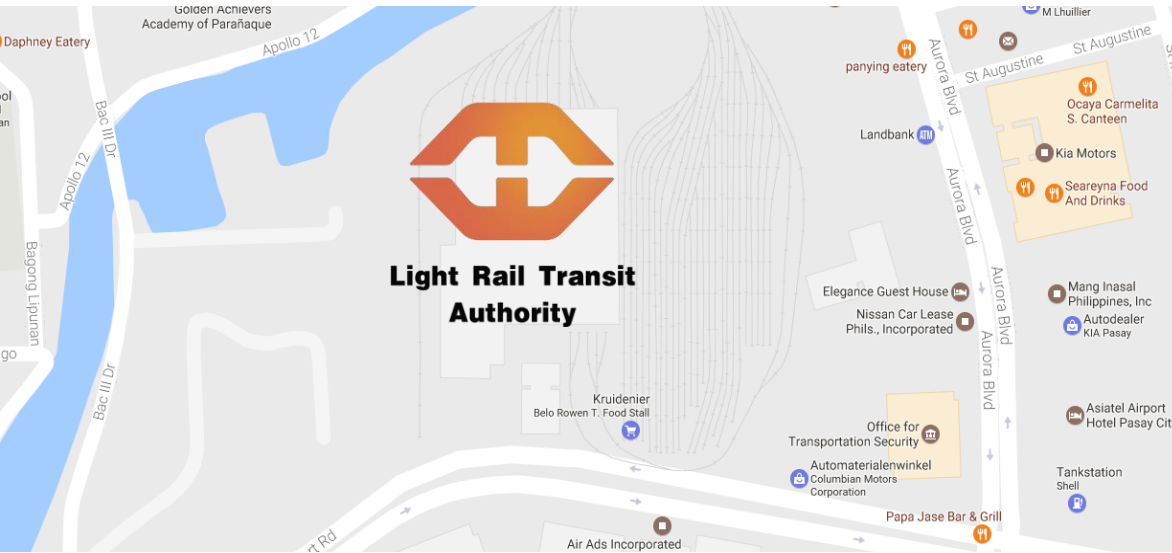 Golden Achievers
Academy of Parañaque
Daphney Eatery
Apollo 12
Bac III Dr
Apollo 12
Bagong Lipunan
go
Bac III Dr
Light Rail Transit
Authority
Kruidenier
Belo Rowen T. Food Stall
rt Rd
Air Ads Incorporated
M Lhuillier
panying eatery
Aurora Blvd
St Augustine
St Augustine
Ocaya Carmelita
S. Canteen
Landbank
ATM
Kia Motors
Seareyna Food
And Drinks
Aurora Blvd
Elegance Guest House
Nissan Car Lease
Phils., Incorporated
Aurora Blvd
Aurora Blvd
Mang Inasal
Philippines, Inc
Autodealer
KIA Pasay
Asiatel Airport
Hotel Pasay Cit
Office for
Transportation Security
Automaterialenwinkel
Columbian Motors
Corporation
Tankstation
Shell
Papa Jase Bar & Grill